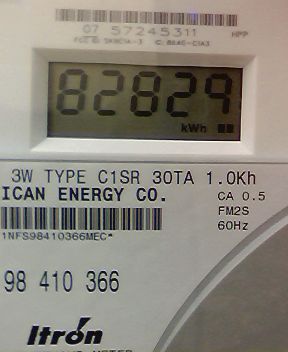 07 57245311 HPP
82829
kWh
3W TYPE C1SR 30TA 1.0Kh
ICAN ENERGY CO. CA 0.5
FM2S
60Hz
1NFS98410366MEC*
98 410 366
Itron